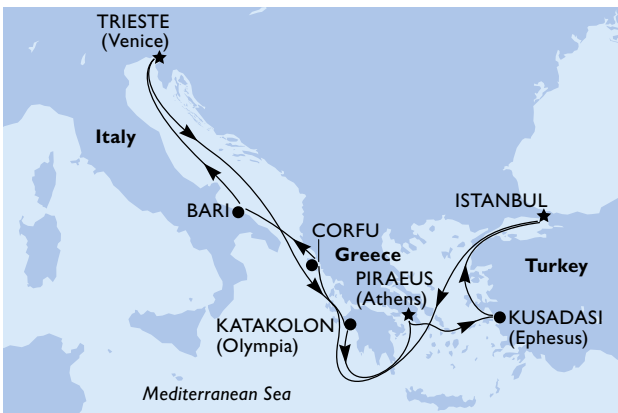 TRIESTE
(Venice)
Italy
ISTANBUL
BARI
CORFU
Greece
PIRAEUS
(Athens)
Turkey
KATAKOLON
(Olympia)
KUSADASI
(Ephesus)
Mediterranean Sea